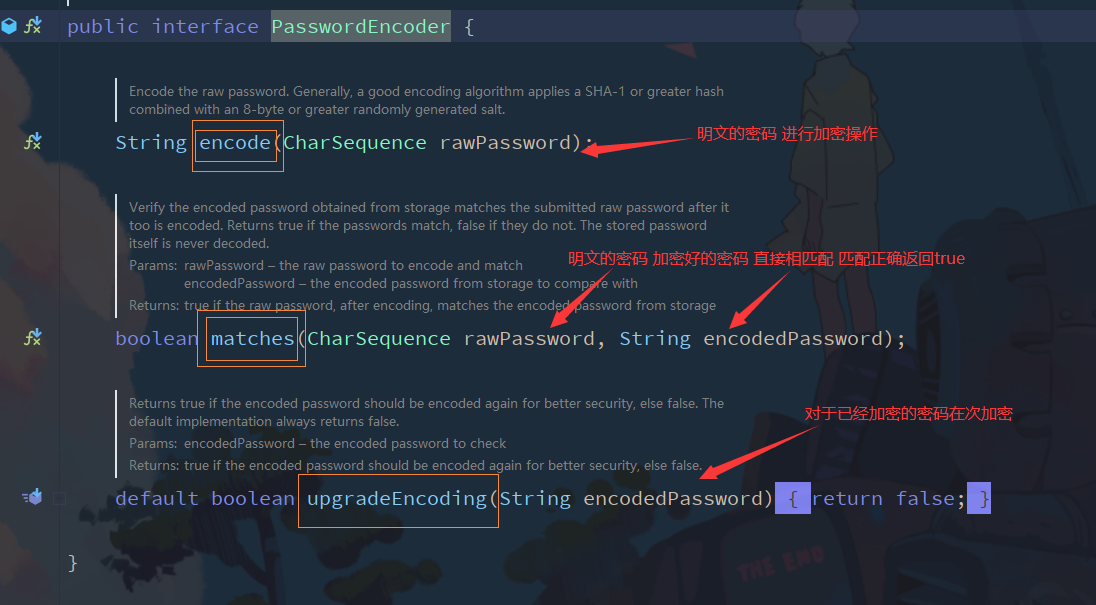 public interface PasswordEncoder {
Encode the raw password. Generally, a good encoding algorithm applies a SHA-1 or greater hash
combined with an 8-byte or greater randomly generated salt.
String encode(CharSequence rawPassword);
明文的密码 进行加密操作
Verify the encoded password obtained from storage matches the submitted raw password after it
too is encoded. Returns true if the passwords match, false if they do not. The stored password
itself is never decoded.
Params: rawPassword – the raw password to encode and match
明文的密码 加密好的密码 直接相匹配 匹配正确返回true
encodedPassword – the encoded password from storage to compare with
Returns: true if the raw password, after encoding, matches the encoded password from storage
boolean matches(CharSequence rawPassword, String encodedPassword);
Returns true if the encoded password should be encoded again for better security, else false. The
default implementation always returns false.
对于已经加密的密码在次加密
Params: encodedPassword – the encoded password to check
Returns: true if the encoded password should be encoded again for better security, else false.
default boolean upgradeEncoding(String encodedPassword) { return false; }
THE END
}